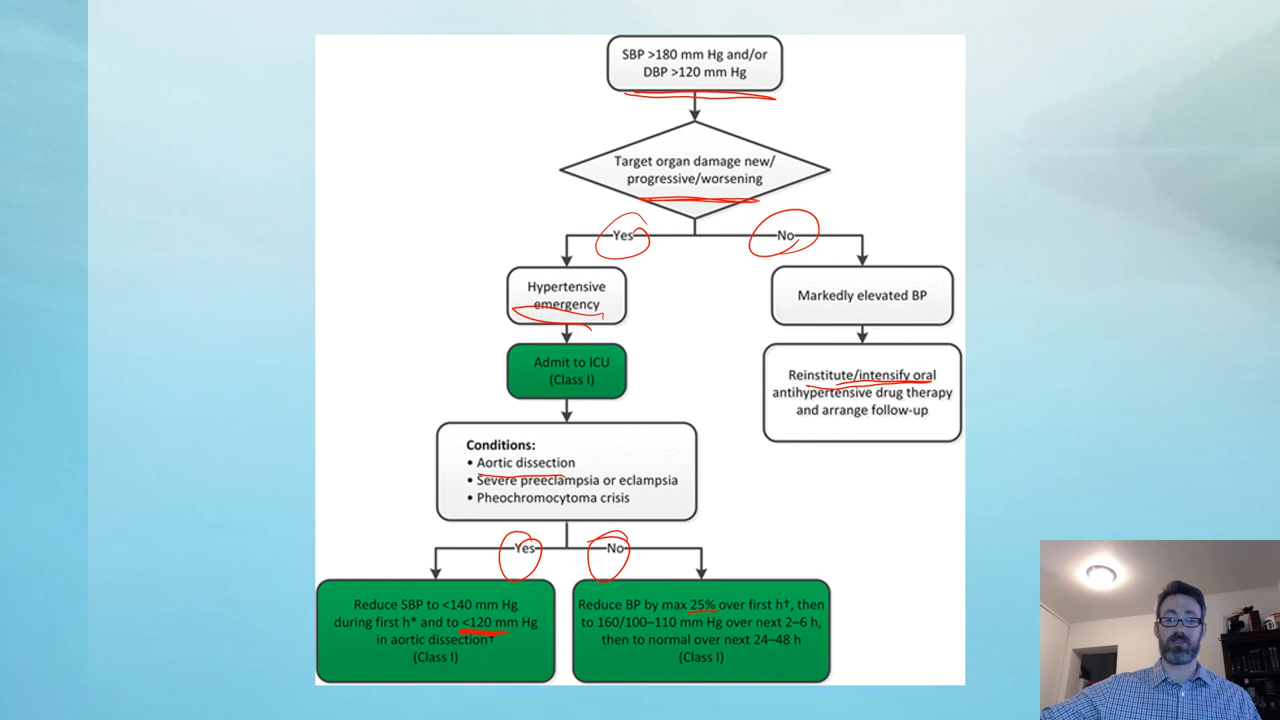 SBP >180 mm Hg and/or
DBP >120 mm Hg
Target organ damage new/
progressive/worsening
Yes
No
Hypertensive
emergency
Markedly elevated BP
Admit to ICU
(Class I)
Reinstitute/intensify oral
antihypertensive drug therapy
and arrange follow-up
Conditions:
• Aortic dissection
• Severe preeclampsia or eclampsia
• Pheochromocytoma crisis
Yes
No
Reduce SBP to <140 mm Hg
during first h* and to <120 mm Hg
in aortic dissection†
(Class I)
Reduce BP by max 25% over first h†, then
to 160/100–110 mm Hg over next 2–6 h,
then to normal over next 24–48 h
(Class I)